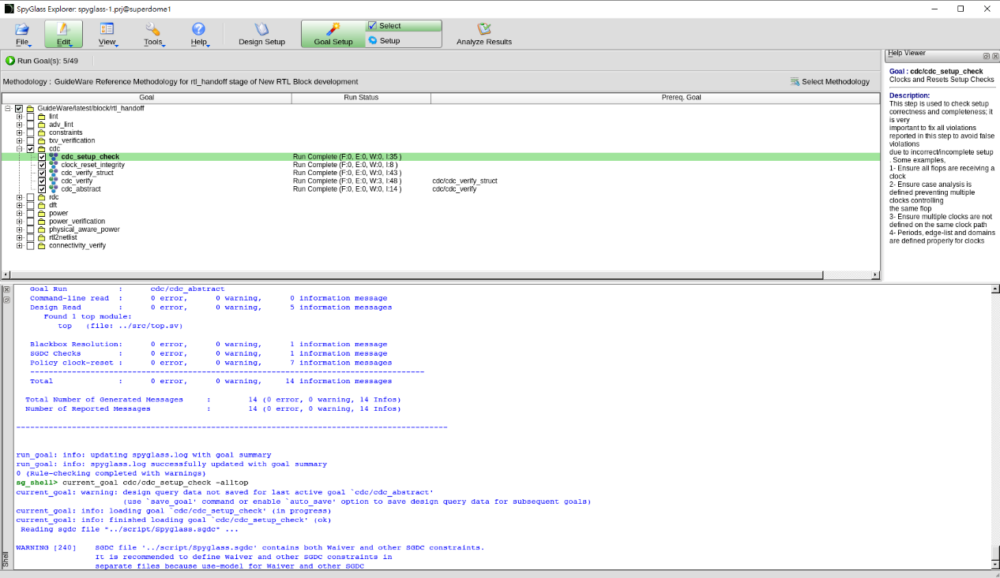 SpyGlass Explorer: spyglass-1.prj@superdome1
File Edit View Tools Help Design Setup Goal Setup Select Setup Analyze Results
Run Goal(s): 5/49
Methodology : GuideWare Reference Methodology for rtl_handoff stage of New RTL Block development
Select Methodology
Goal Run Status Prereq. Goal
GuideWare/latest/block/rtl_handoff
lint
adv_lint
constraints
txv_verification
cdc
cdc_setup_check Run Complete (F:0, E:0, W:0, I:35 )
clock_reset_integrity Run Complete (F:0, E:0, W:0, I:8 )
cdc_verify_struct Run Complete (F:0, E:0, W:0, I:43 )
cdc_verify Run Complete (F:0, E:0, W:3, I:48 ) cdc/cdc_verify_struct
cdc_abstract Run Complete (F:0, E:0, W:0, I:14 ) cdc/cdc_verify
rdc
dft
power
power_verification
physical_aware_power
rtl2netlist
connectivity_verify
Help Viewer
Goal : cdc/cdc_setup_check
Clocks and Resets Setup Checks
Description:
This step is used to check setup
correctness and completeness; it
is very
important to fix all violations
reported in this step to avoid false
violations
due to incorrect/incomplete setup
. Some examples,
1- Ensure all flops are receiving a
clock
2- Ensure case analysis is
defined preventing multiple
clocks controlling
the same flop
3- Ensure multiple clocks are not
defined on the same clock path
4- Periods, edge-list and domains
are defined properly for clocks
Goal Run : cdc/cdc_abstract
Command-line read : 0 error, 0 warning, 0 information message
Design Read : 0 error, 0 warning, 5 information messages
Found 1 top module:
top (file: ../src/top.sv)
Blackbox Resolution: 0 error, 0 warning, 1 information message
SGDC Checks : 0 error, 0 warning, 1 information message
Policy clock-reset : 0 error, 0 warning, 7 information messages
-------------------------------------------------------------------------------------
Total : 0 error, 0 warning, 14 information messages
Total Number of Generated Messages : 14 (0 error, 0 warning, 14 Infos)
Number of Reported Messages : 14 (0 error, 0 warning, 14 Infos)
---------------------------------------------------------------------------------------------
run_goal: info: updating spyglass.log with goal summary
run_goal: info: spyglass.log successfully updated with goal summary
0 (Rule-checking completed with warnings)
sg_shell> current_goal cdc/cdc_setup_check -alltop
current_goal: warning: design query data not saved for last active goal `cdc/cdc_abstract'
(use `save_goal' command or enable `auto_save' option to save design query data for subsequent goals)
current_goal: info: loading goal `cdc/cdc_setup_check' (in progress)
current_goal: info: finished loading goal `cdc/cdc_setup_check' (ok)
Reading sgdc file "../script/Spyglass.sgdc" ...
WARNING [240] SGDC file '../script/Spyglass.sgdc' contains both Waiver and other SGDC constraints.
It is recommended to define Waiver and other SGDC constraints in
separate files because use-model for Waiver and other SGDC
Shell